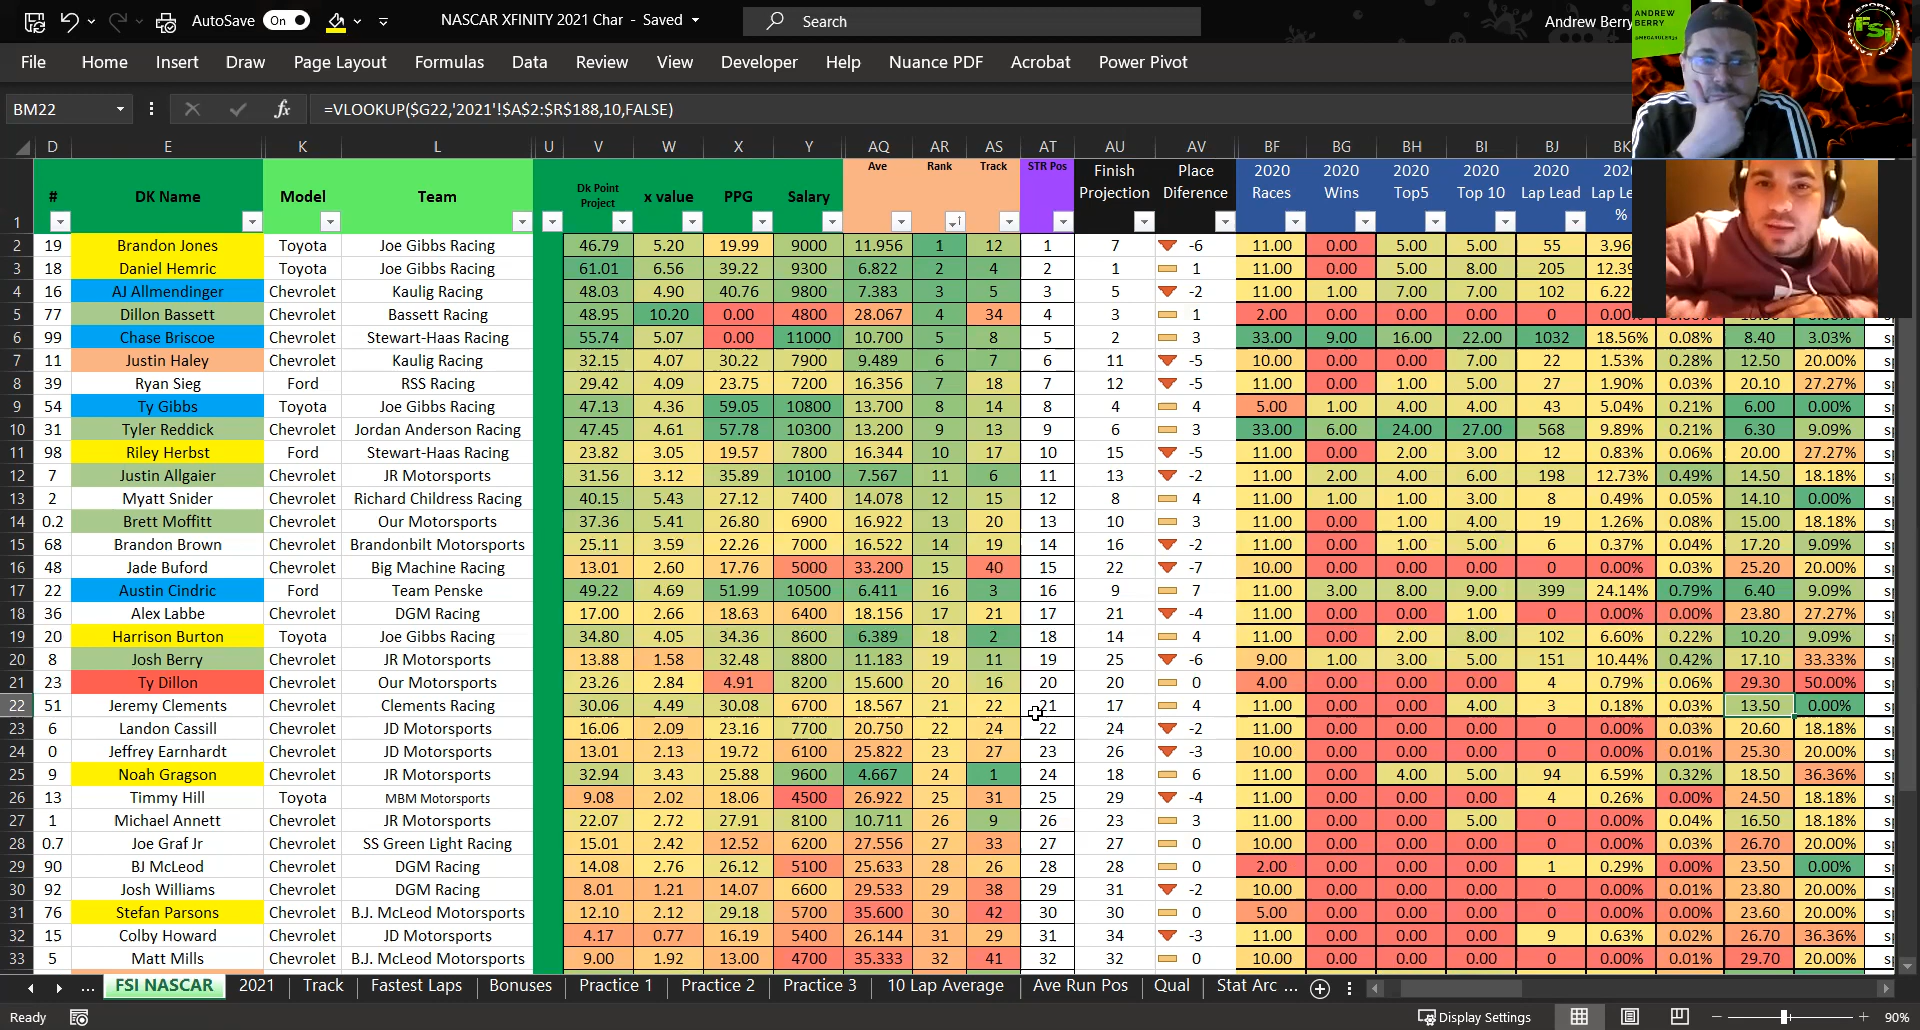 AutoSave On NASCAR XFINITY 2021 Char - Saved Search Andrew Berry
ANDREW BERRY
FSI
File Home Insert Draw Page Layout Formulas Data Review View Developer Help Nuance PDF Acrobat Power Pivot
BM22 fx =VLOOKUP($G22,'2021'!$A$2:$R$188,10,FALSE)
D E K L U V W X Y AQ AR AS AT AU AV BF BG BH BI BJ BK
1 # DK Name Model Team Dk Point Project x value PPG Salary Ave Rank Track STR Pos Finish Projection Place Diference 2020 Races 2020 Wins 2020 Top5 2020 Top 10 2020 Lap Lead %
2 19 Brandon Jones Toyota Joe Gibbs Racing 46.79 5.20 19.99 9000 11.956 1 12 1 7 -6 11.00 0.00 5.00 5.00 55
3 18 Daniel Hemric Toyota Joe Gibbs Racing 61.01 6.56 39.22 9300 6.822 2 4 2 1 1 11.00 0.00 5.00 8.00 205
4 16 AJ Allmendinger Chevrolet Kaulig Racing 48.03 4.90 40.76 9800 7.383 3 5 3 5 -2 11.00 1.00 7.00 7.00 102
5 77 Dillon Bassett Chevrolet Bassett Racing 48.95 10.20 0.00 4800 28.067 4 34 4 3 1 2.00 0.00 0.00 0.00 0
6 99 Chase Briscoe Chevrolet Stewart-Haas Racing 55.74 5.07 0.00 11000 10.700 5 8 5 2 3 33.00 9.00 16.00 22.00 1032 18.56% 0.08% 8.40 3.03%
7 11 Justin Haley Chevrolet Kaulig Racing 32.15 4.07 30.22 7900 9.489 6 7 6 11 -5 10.00 0.00 0.00 7.00 22 1.53% 0.28% 12.50 20.00%
8 39 Ryan Sieg Ford RSS Racing 29.42 4.09 23.75 7200 16.356 7 18 7 12 -5 11.00 0.00 1.00 5.00 27 1.90% 0.03% 20.10 27.27%
9 54 Ty Gibbs Toyota Joe Gibbs Racing 47.13 4.36 59.05 10800 13.700 8 14 8 4 4 5.00 1.00 4.00 4.00 43 5.04% 0.21% 6.00 0.00%
10 31 Tyler Reddick Chevrolet Jordan Anderson Racing 47.45 4.61 57.78 10300 13.200 9 13 9 6 3 33.00 6.00 24.00 27.00 568 9.89% 0.21% 6.30 9.09%
11 98 Riley Herbst Ford Stewart-Haas Racing 23.82 3.05 19.57 7800 16.344 10 17 10 15 -5 11.00 0.00 2.00 3.00 12 0.83% 0.06% 20.00 27.27%
12 7 Justin Allgaier Chevrolet JR Motorsports 31.56 3.12 35.89 10100 7.567 11 6 11 13 -2 11.00 2.00 4.00 6.00 198 12.73% 0.49% 14.50 18.18%
13 2 Myatt Snider Chevrolet Richard Childress Racing 40.15 5.43 27.12 7400 14.078 12 15 12 8 4 11.00 1.00 1.00 3.00 8 0.49% 0.05% 14.10 0.00%
14 0.2 Brett Moffitt Chevrolet Our Motorsports 37.36 5.41 26.80 6900 16.922 13 20 13 10 3 11.00 0.00 1.00 4.00 19 1.26% 0.08% 15.00 18.18%
15 68 Brandon Brown Chevrolet Brandonbilt Motorsports 25.11 3.59 22.26 7000 16.522 14 19 14 16 -2 11.00 0.00 1.00 5.00 6 0.37% 0.04% 17.20 9.09%
16 48 Jade Buford Chevrolet Big Machine Racing 13.01 2.60 17.76 5000 33.200 15 40 15 22 -7 10.00 0.00 0.00 0.00 0 0.00% 0.03% 25.20 20.00%
17 22 Austin Cindric Ford Team Penske 49.22 4.69 51.99 10500 6.411 16 3 16 9 7 11.00 3.00 8.00 9.00 399 24.14% 0.79% 6.40 9.09%
18 36 Alex Labbe Chevrolet DGM Racing 17.00 2.66 18.63 6400 18.156 17 21 17 21 -4 11.00 0.00 0.00 1.00 0 0.00% 0.00% 23.80 27.27%
19 20 Harrison Burton Toyota Joe Gibbs Racing 34.80 4.05 34.36 8600 6.389 18 2 18 14 4 11.00 0.00 2.00 8.00 102 6.60% 0.22% 10.20 9.09%
20 8 Josh Berry Chevrolet JR Motorsports 13.88 1.58 32.48 8800 11.183 19 11 19 25 -6 9.00 1.00 3.00 5.00 151 10.44% 0.42% 17.10 33.33%
21 23 Ty Dillon Chevrolet Our Motorsports 23.26 2.84 4.91 8200 15.600 20 16 20 20 0 4.00 0.00 0.00 0.00 4 0.79% 0.06% 29.30 50.00%
22 51 Jeremy Clements Chevrolet Clements Racing 30.06 4.49 30.08 6700 18.567 21 22 21 17 4 11.00 0.00 0.00 4.00 3 0.18% 0.03% 13.50 0.00%
23 6 Landon Cassill Chevrolet JD Motorsports 16.06 2.09 23.16 7700 20.750 22 24 22 24 -2 11.00 0.00 0.00 0.00 0 0.00% 0.03% 20.60 18.18%
24 0 Jeffrey Earnhardt Chevrolet JD Motorsports 13.01 2.13 19.72 6100 25.822 23 27 23 26 -3 10.00 0.00 0.00 0.00 0 0.00% 0.01% 25.30 20.00%
25 9 Noah Gragson Chevrolet JR Motorsports 32.94 3.43 25.88 9600 4.667 24 1 24 18 6 11.00 0.00 4.00 5.00 94 6.59% 0.32% 18.50 36.36%
26 13 Timmy Hill Toyota MBM Motorsports 9.08 2.02 18.06 4500 26.922 25 31 25 29 -4 11.00 0.00 0.00 0.00 4 0.26% 0.00% 24.50 18.18%
27 1 Michael Annett Chevrolet JR Motorsports 22.07 2.72 27.91 8100 10.711 26 9 26 23 3 11.00 0.00 0.00 5.00 0 0.00% 0.04% 16.50 18.18%
28 0.7 Joe Graf Jr Chevrolet SS Green Light Racing 15.01 2.42 12.52 6200 27.556 27 33 27 27 0 10.00 0.00 0.00 0.00 0 0.00% 0.03% 26.70 20.00%
29 90 BJ McLeod Chevrolet DGM Racing 14.08 2.76 26.12 5100 25.633 28 26 28 28 0 2.00 0.00 0.00 0.00 1 0.29% 0.00% 23.50 0.00%
30 92 Josh Williams Chevrolet DGM Racing 8.01 1.21 14.07 6600 29.533 29 38 29 31 -2 10.00 0.00 0.00 0.00 0 0.00% 0.01% 23.80 20.00%
31 76 Stefan Parsons Chevrolet B.J. McLeod Motorsports 12.10 2.12 29.18 5700 35.600 30 42 30 30 0 5.00 0.00 0.00 0.00 0 0.00% 0.00% 23.60 20.00%
32 15 Colby Howard Chevrolet JD Motorsports 4.17 0.77 16.19 5400 26.144 31 29 31 34 -3 11.00 0.00 0.00 0.00 9 0.63% 0.02% 26.70 36.36%
33 5 Matt Mills Chevrolet B.J. McLeod Motorsports 9.00 1.92 13.00 4700 35.333 32 41 32 32 0 10.00 0.00 0.00 0.00 0 0.00% 0.01% 29.70 20.00%
... FSI NASCAR 2021 Track Fastest Laps Bonuses Practice 1 Practice 2 Practice 3 10 Lap Average Ave Run Pos Qual Stat Arc ...
Ready Display Settings 90%